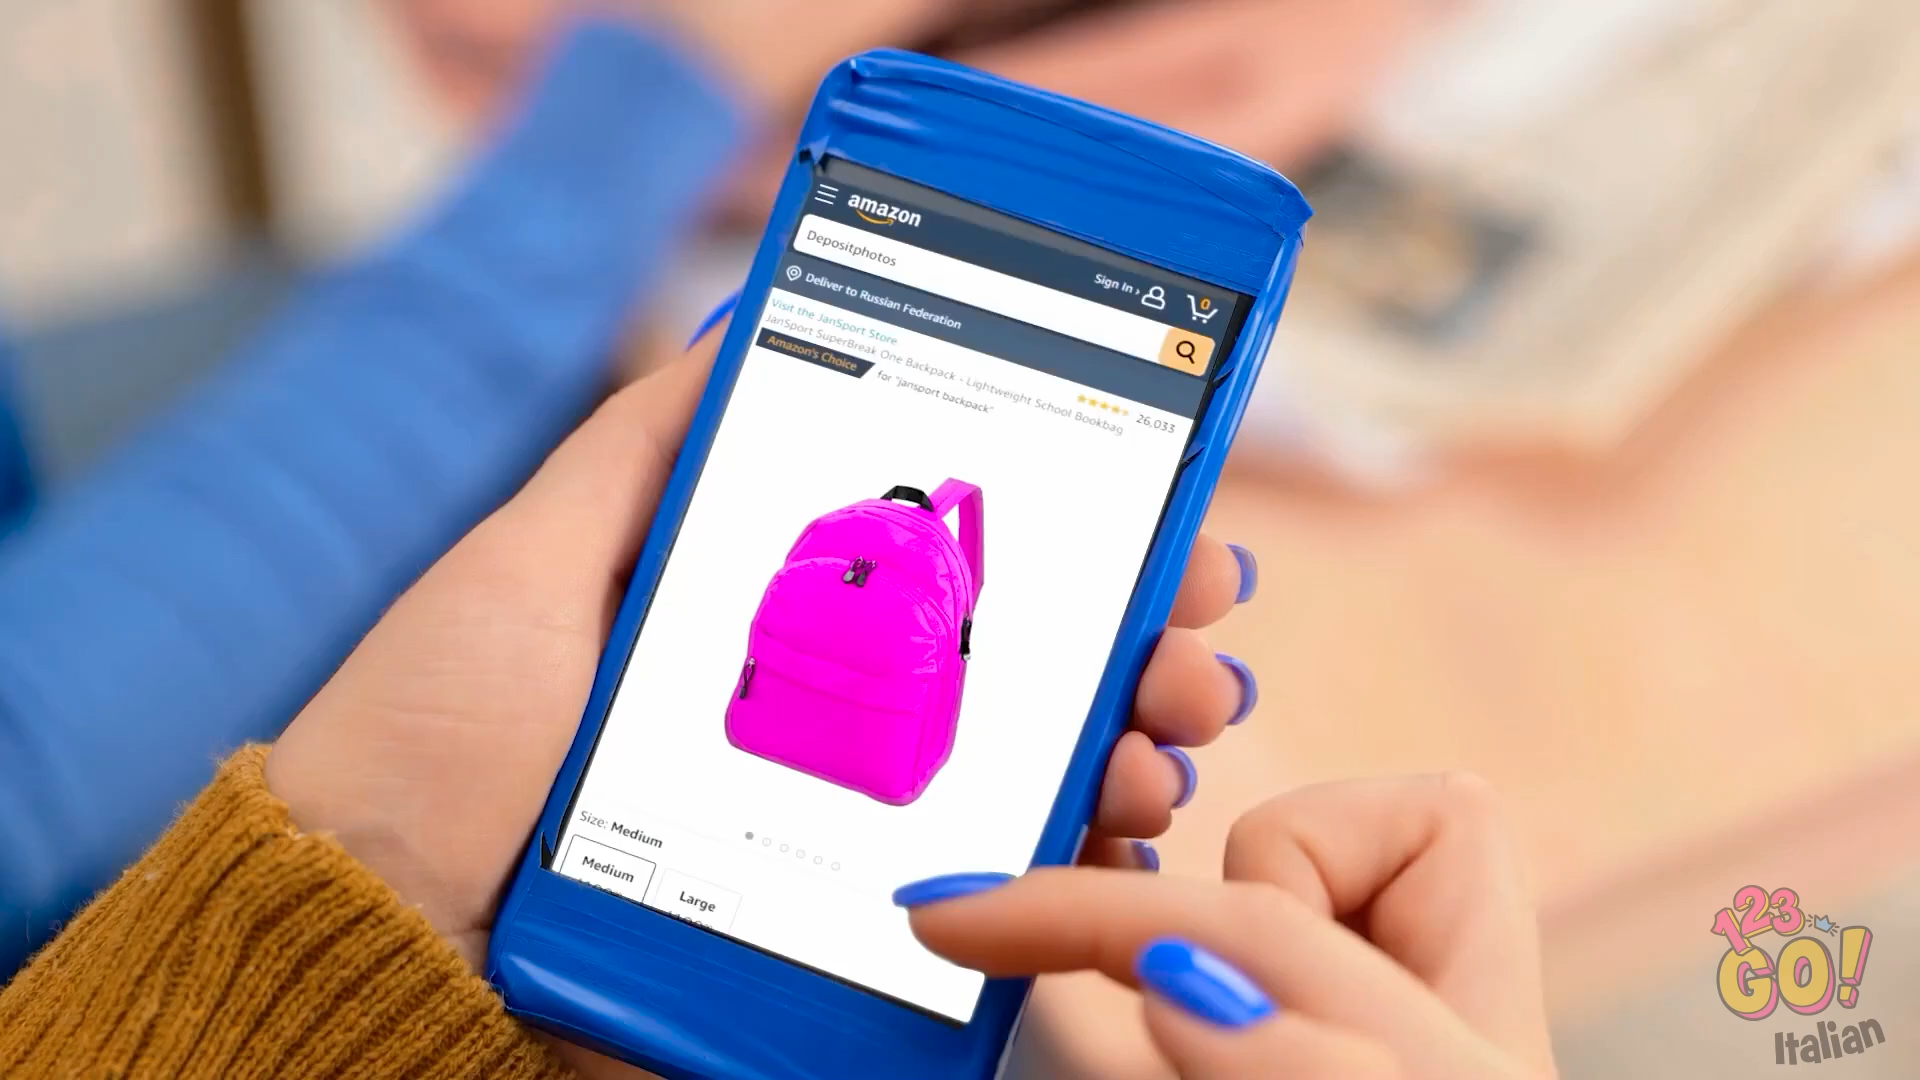 amazon
Sign In ›
0
Depositphotos
Deliver to Russian Federation
Visit the JanSport Store
JanSport SuperBreak One Backpack - Lightweight School Bookbag
26,033
Amazon's Choice
for "jansport backpack"
Size: Medium
Medium
Large
123
GO!
Italian